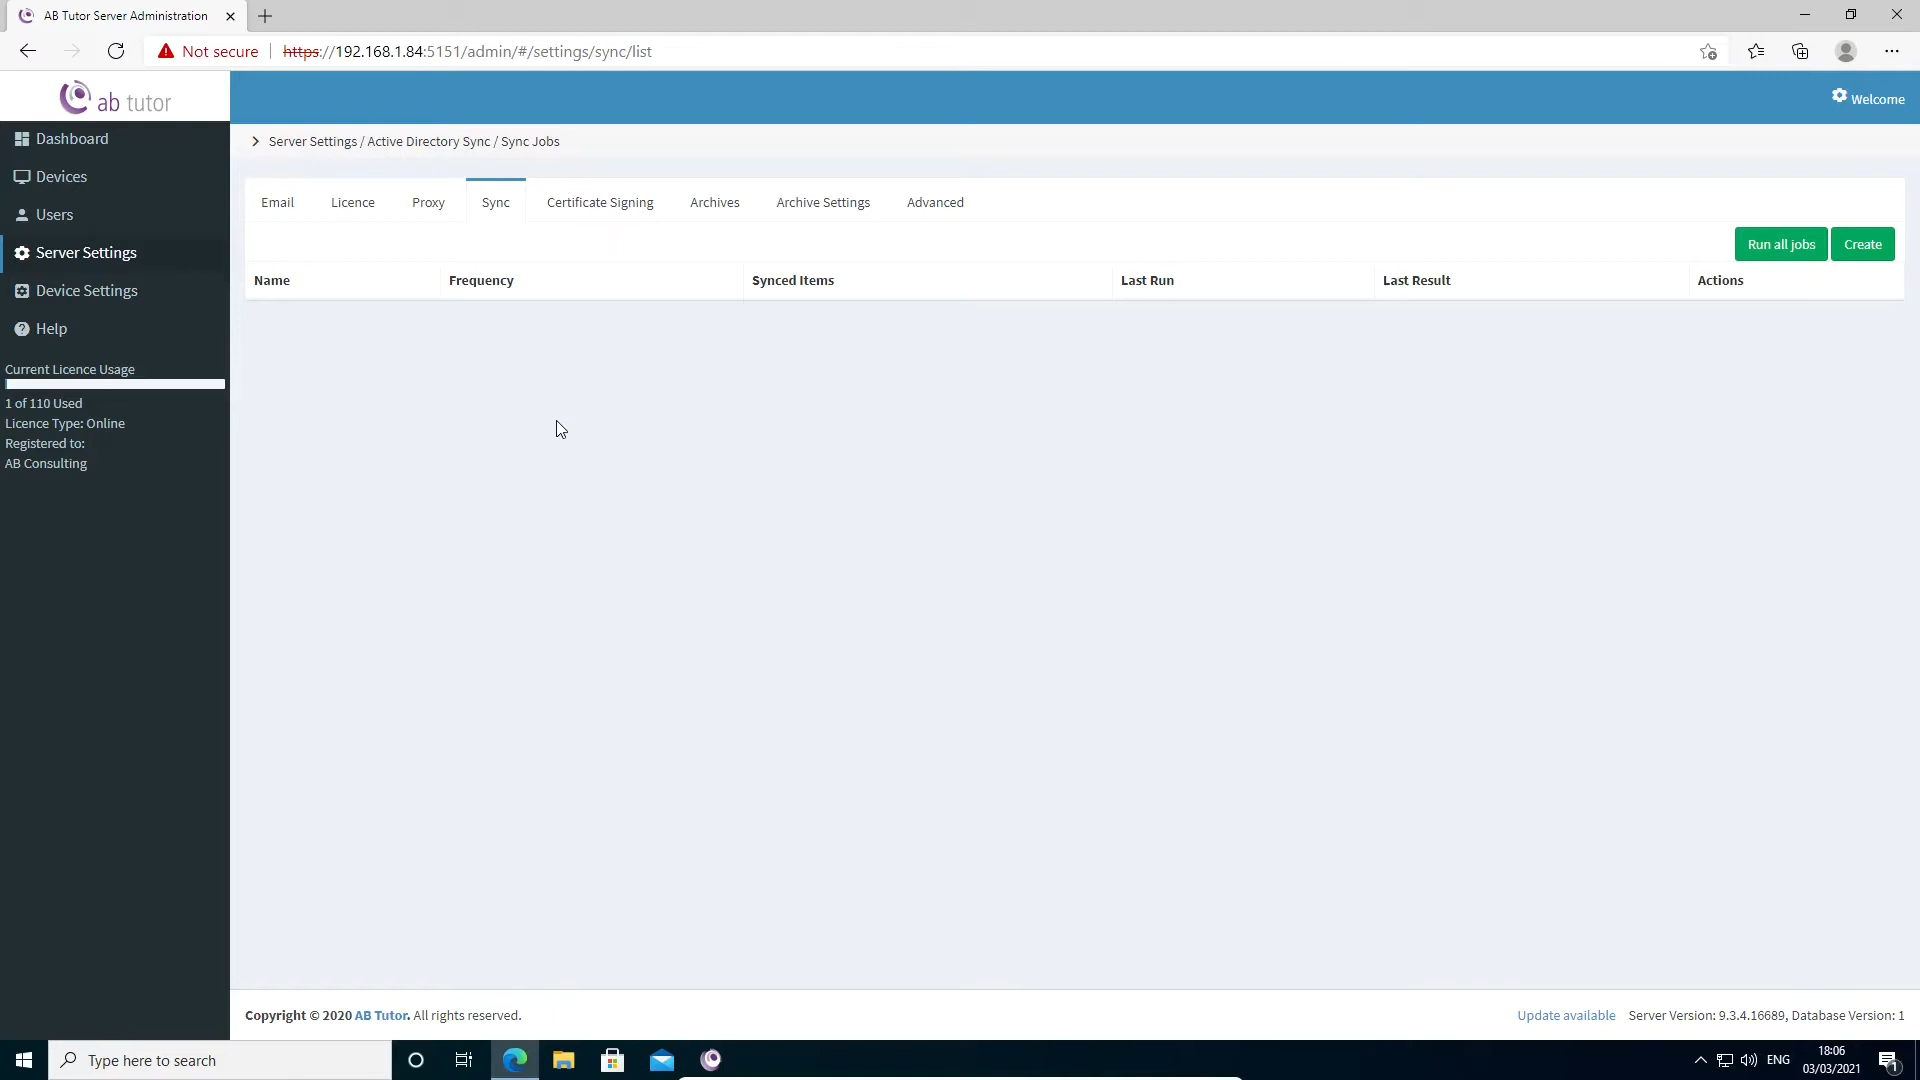 AB Tutor Server Administration
Not secure
https://192.168.1.84:5151/admin/#/settings/sync/list
ab tutor
Welcome
Dashboard
Devices
Users
Server Settings
Device Settings
Help
Current Licence Usage
1 of 110 Used
Licence Type: Online
Registered to:
AB Consulting
Server Settings / Active Directory Sync / Sync Jobs
Email Licence Proxy Sync Certificate Signing Archives Archive Settings Advanced
Run all jobs Create
Name Frequency Synced Items Last Run Last Result Actions
Copyright © 2020 AB Tutor. All rights reserved.
Update available Server Version: 9.3.4.16689, Database Version: 1
Type here to search
ENG
18:06
03/03/2021
1